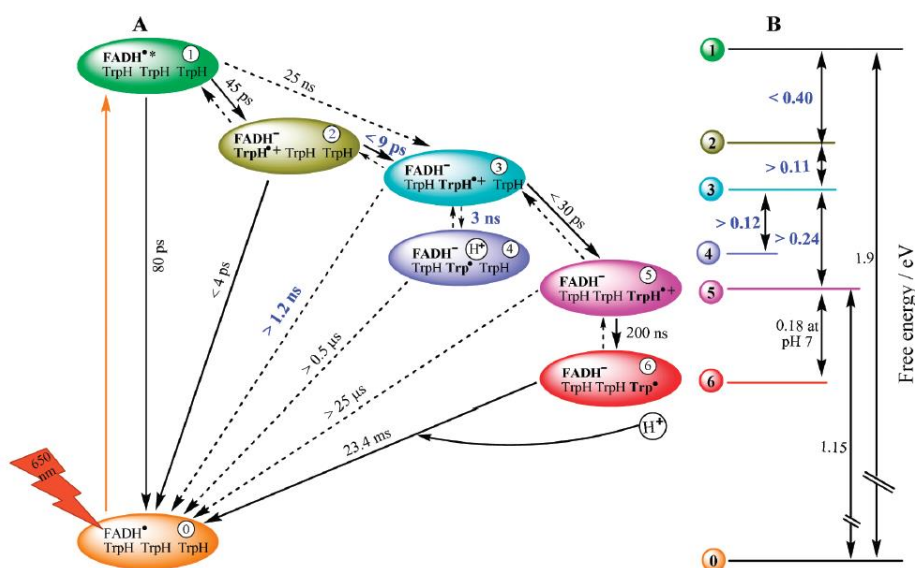 A
B
FADH•* ①
TrpH TrpH TrpH
45 ps
25 ns
FADH⁻ ②
TrpH•+ TrpH TrpH
< 9 ps
FADH⁻ ③
TrpH TrpH•+ TrpH
< 30 ps
3 ns
FADH⁻ H⁺ ④
TrpH Trp• TrpH
FADH⁻ ⑤
TrpH TrpH TrpH•+
200 ns
FADH⁻ ⑥
TrpH TrpH Trp•
H⁺
80 ps
< 4 ps
> 1.2 ns
> 0.5 µs
> 25 µs
23.4 ms
650
nm
FADH• ⓪
TrpH TrpH TrpH
1
< 0.40
2
> 0.11
3
> 0.12
> 0.24
4
5
0.18 at
pH 7
6
1.15
1.9
0
Free energy / eV